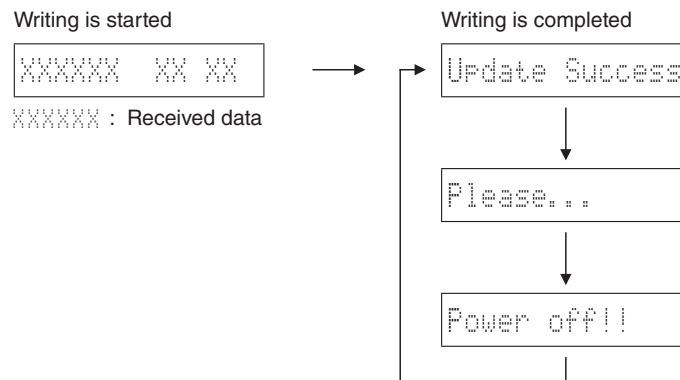 Writing is started
XXXXXX XX XX
XXXXXX : Received data
Writing is completed
Update Success
Please...
Power off!!